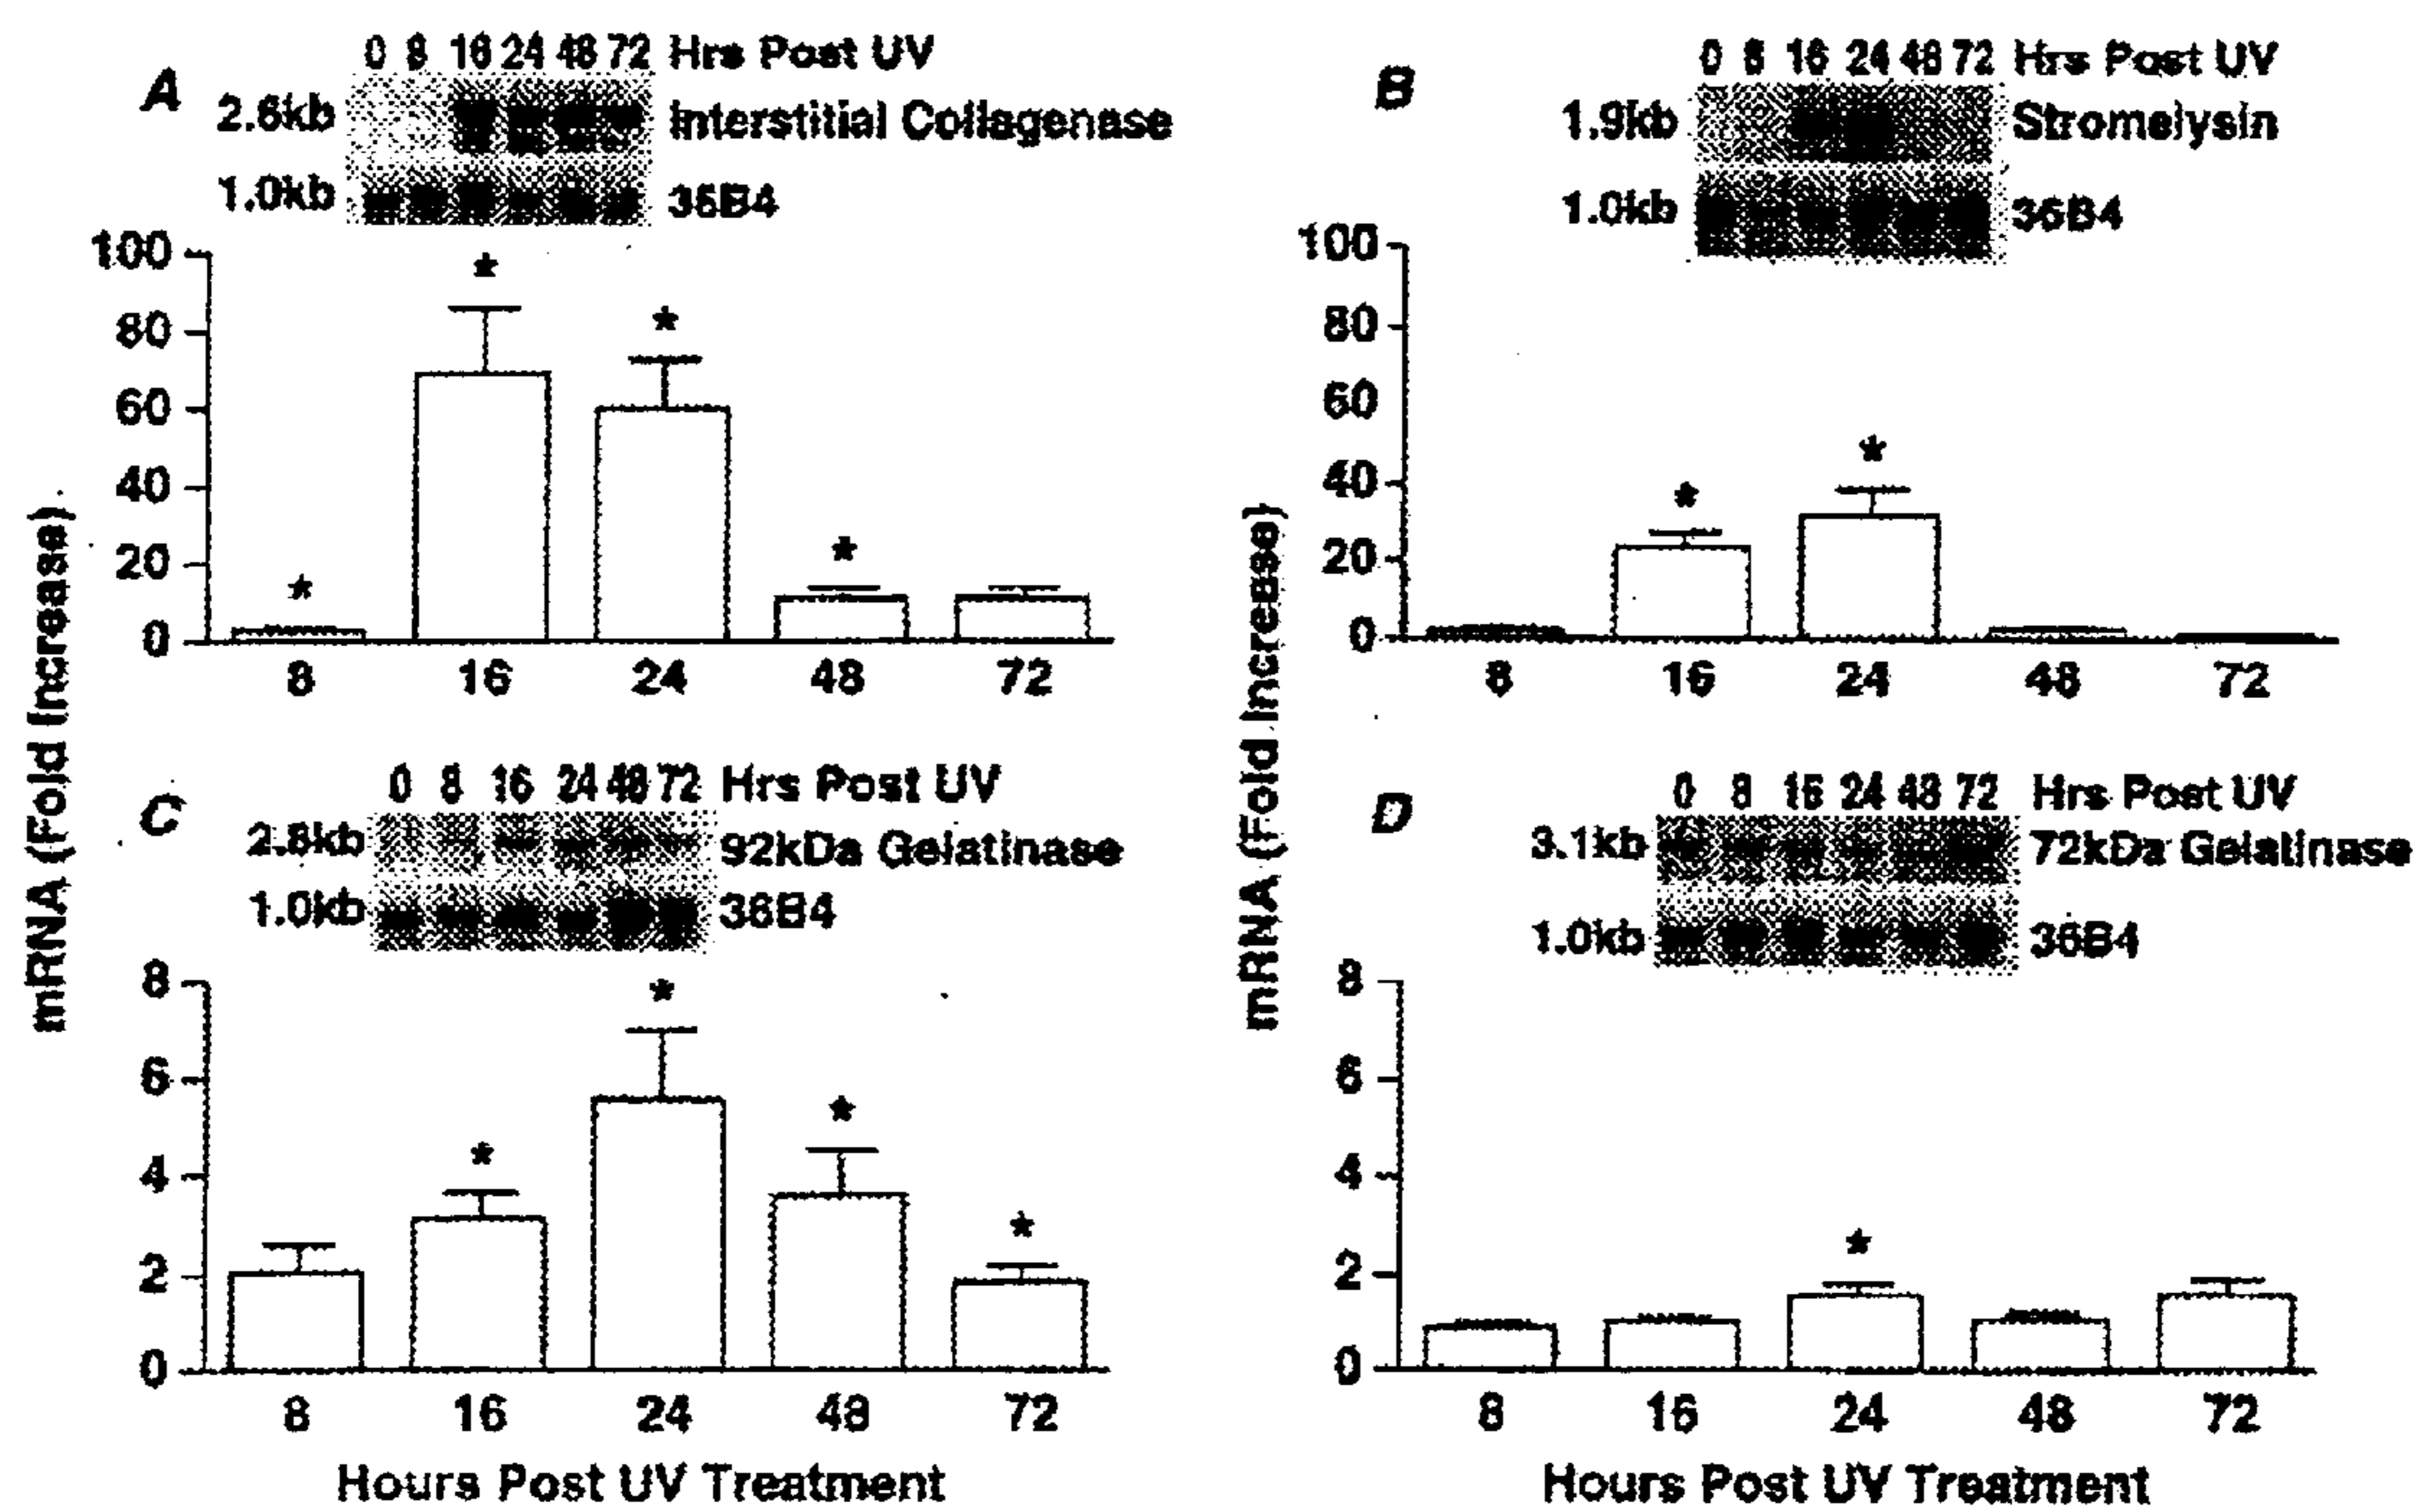 A
0 8 16 24 48 72 Hrs Post UV
2.6kb Interstitial Collagenase
1.0kb 36B4
100
80
60
40
20
0
* * * *
8 16 24 48 72
B
0 8 16 24 48 72 Hrs Post UV
1.9kb Stromelysin
1.0kb 36B4
100
80
60
40
20
0
* *
8 16 24 48 72
mRNA (Fold Increase)
mRNA (Fold Increase)
C
0 8 16 24 48 72 Hrs Post UV
2.8kb 92kDa Gelatinase
1.0kb 36B4
8
6
4
2
0
* * * *
8 16 24 48 72
Hours Post UV Treatment
D
0 8 16 24 48 72 Hrs Post UV
3.1kb 72kDa Gelatinase
1.0kb 36B4
8
6
4
2
0
*
8 16 24 48 72
Hours Post UV Treatment